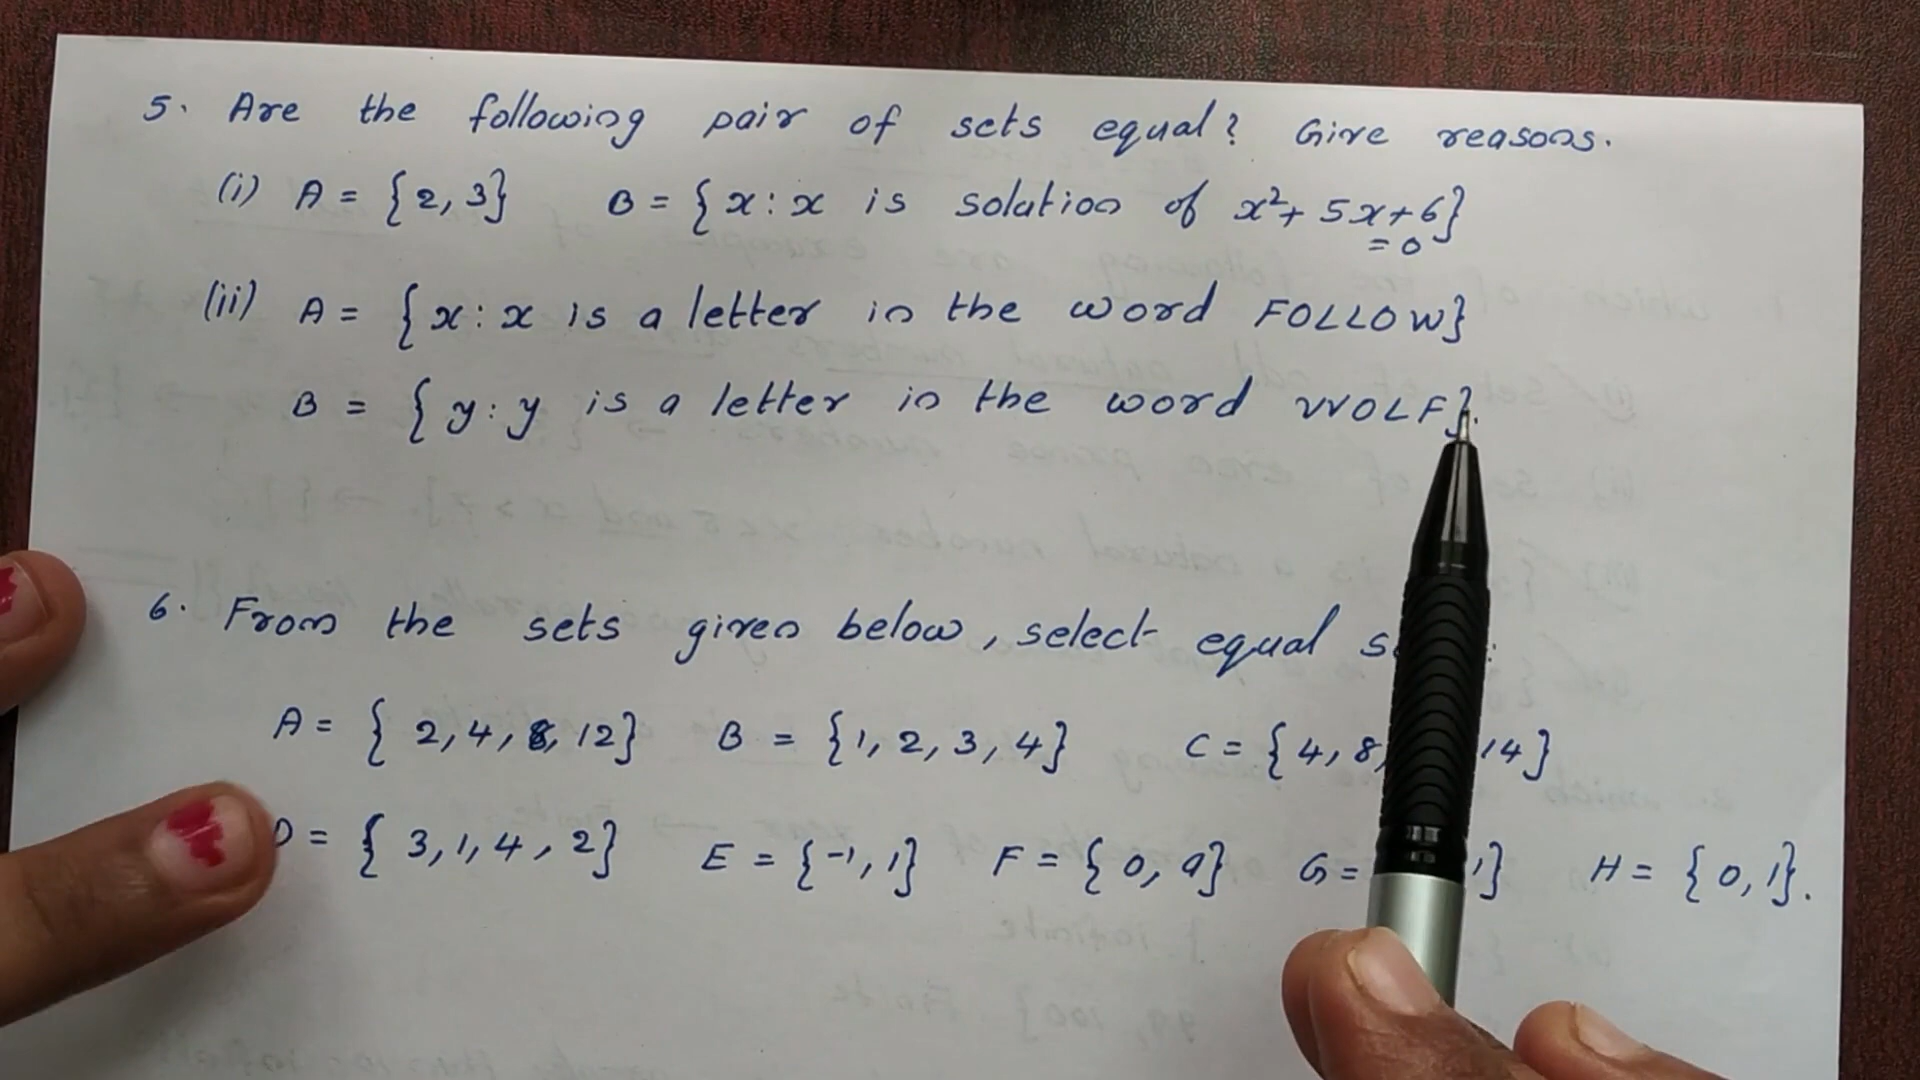 5. Are the following pair of sets equal? Give reasons.
(i) A = {2, 3} B = {x : x is solution of x²+ 5x+6}
= 0
(ii) A = {x : x is a letter in the word FOLLOW}
B = {y : y is a letter in the word WOLF}.
6. From the sets given below, select equal
A = { 2, 4, 8, 12} B = {1, 2, 3, 4} C = {4, 8, 14}
D = { 3, 1, 4, 2} E = {-1, 1} F = { 0, a} G = 1} H = { 0, 1}.